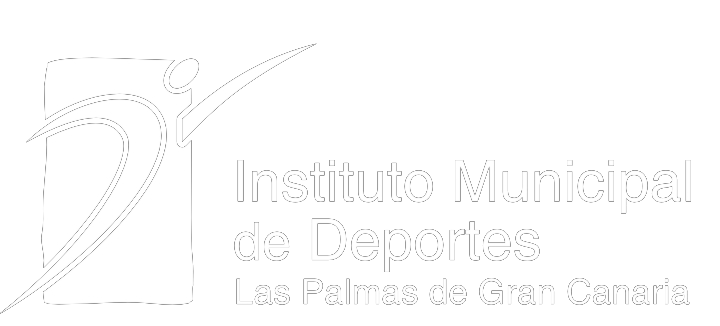 Instituto Municipal
de Deportes
Las Palmas de Gran Canaria